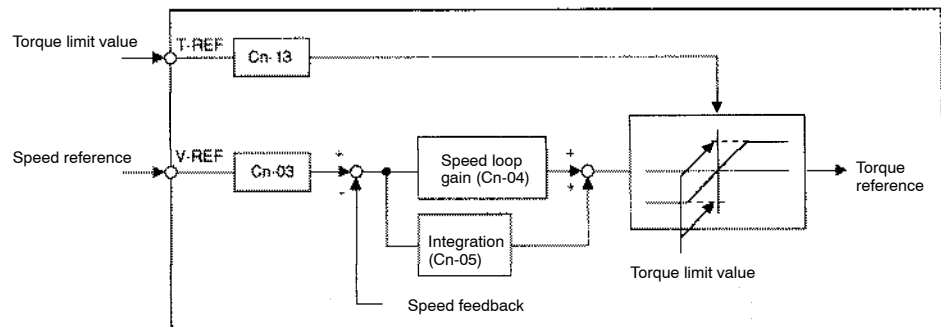 Torque limit value
T-REF
Cn-13
Speed reference
V-REF
Cn-03
+
-
Speed loop
gain (Cn-04)
Integration
(Cn-05)
+
+
Torque
reference
Torque limit value
Speed feedback